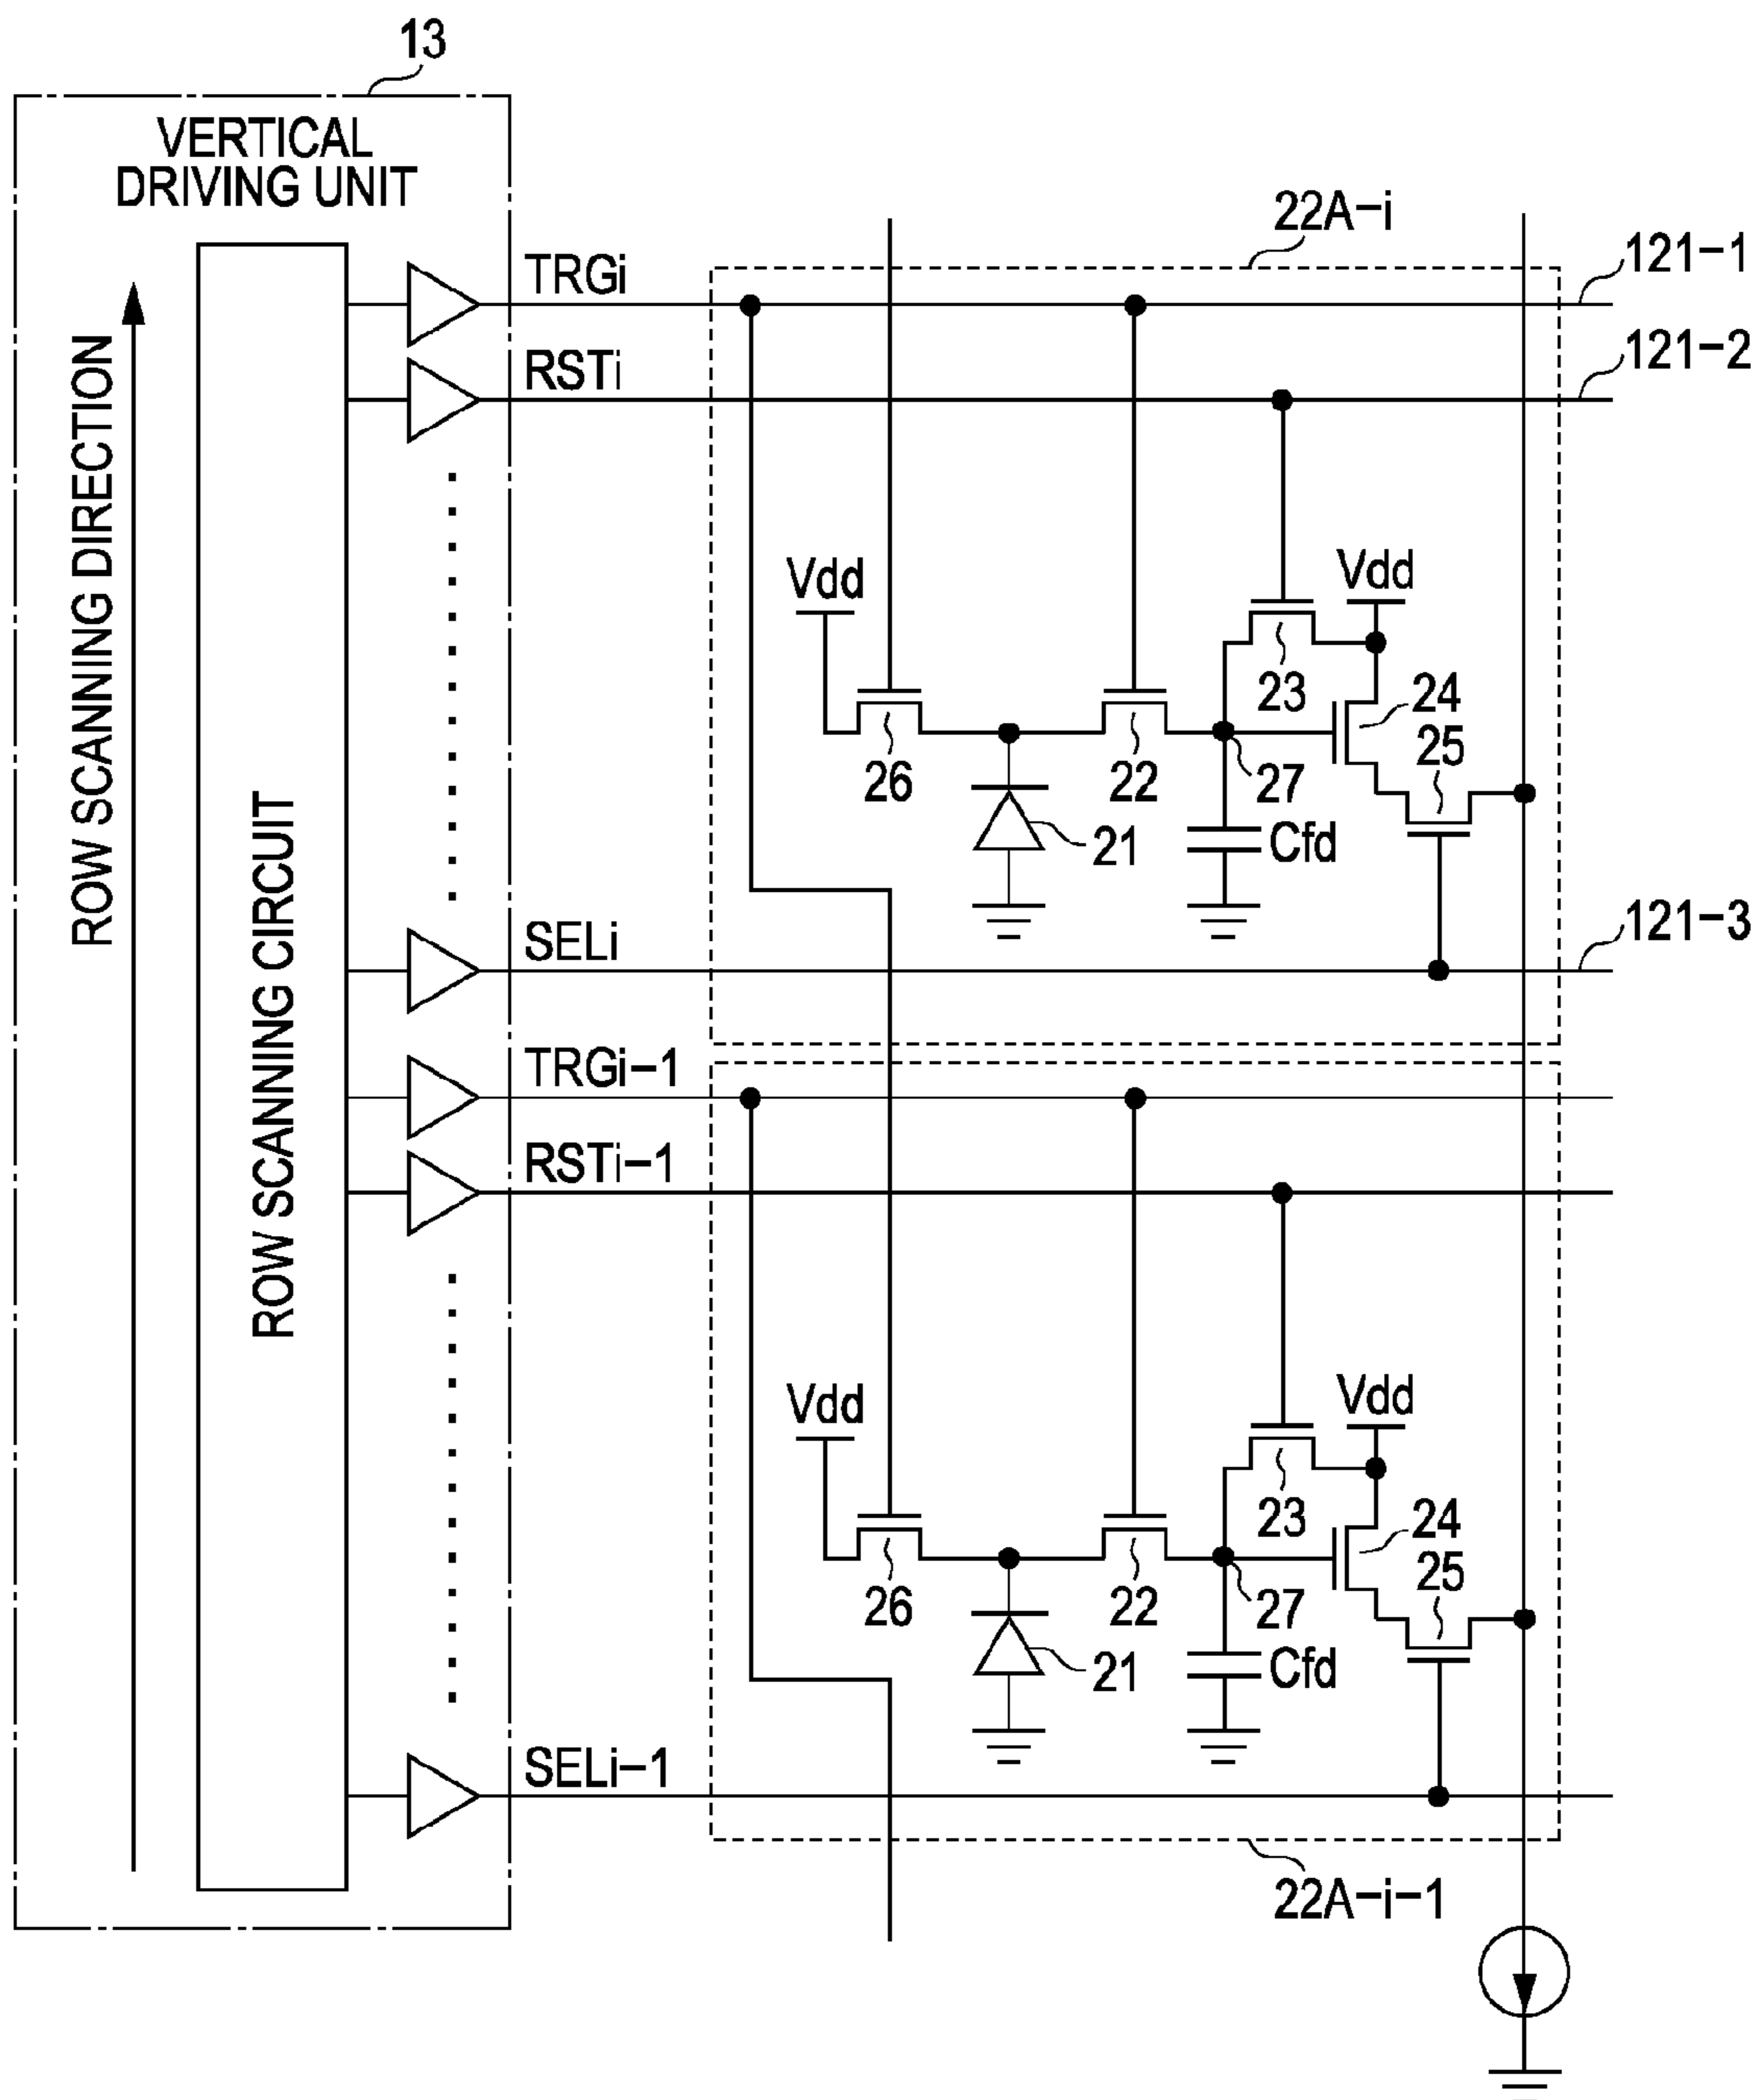 13
VERTICAL
DRIVING UNIT
ROW SCANNING DIRECTION
ROW SCANNING CIRCUIT
22A-i
TRGi
121-1
RSTi
121-2
Vdd
Vdd
23
24
25
26
22
27
21
Cfd
SELi
121-3
TRGi-1
RSTi-1
Vdd
Vdd
23
24
25
26
22
27
21
Cfd
SELi-1
22A-i-1